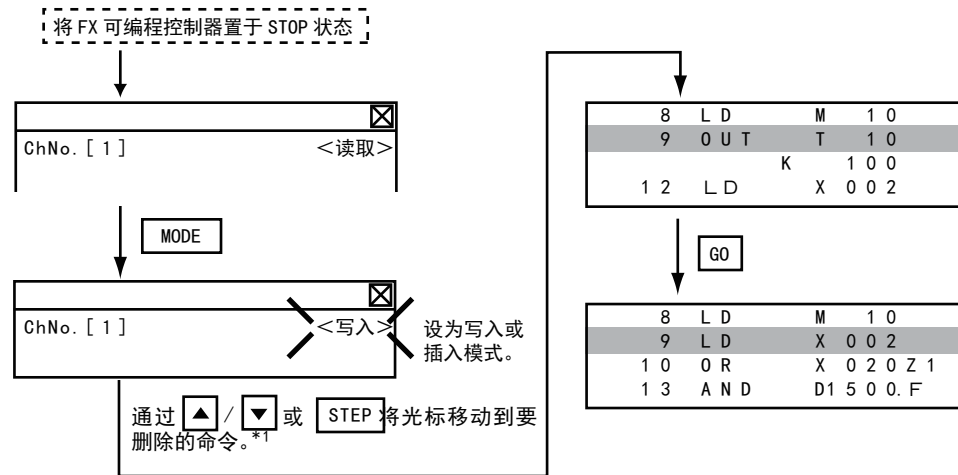 将 FX 可编程控制器置于 STOP 状态
ChNo. [ 1 ] <读取>
MODE
ChNo. [ 1 ] <写入>
设为写入或
插入模式。
通过 ▲ / ▼ 或 STEP 将光标移动到要
删除的命令。*1
8 LD M 10
9 OUT T 10
K 100
12 LD X 002
GO
8 LD M 10
9 LD X 002
10 OR X 020Z1
13 AND D1500.F